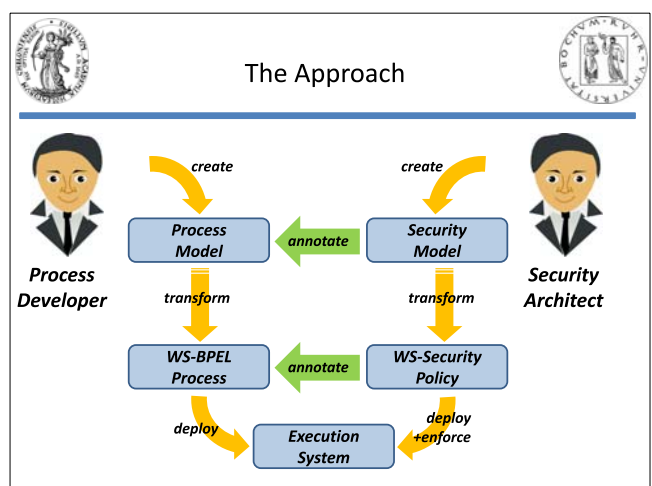 The Approach
create
create
Process
Model
annotate
Security
Model
Process
Developer
Security
Architect
transform
transform
WS-BPEL
Process
annotate
WS-Security
Policy
deploy
deploy
+enforce
Execution
System